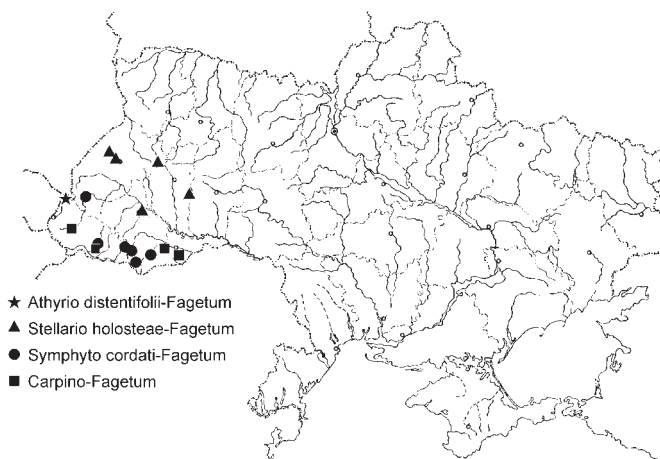 Athyrio distentifolii-Fagetum
Stellario holosteae-Fagetum
Symphyto cordati-Fagetum
Carpino-Fagetum